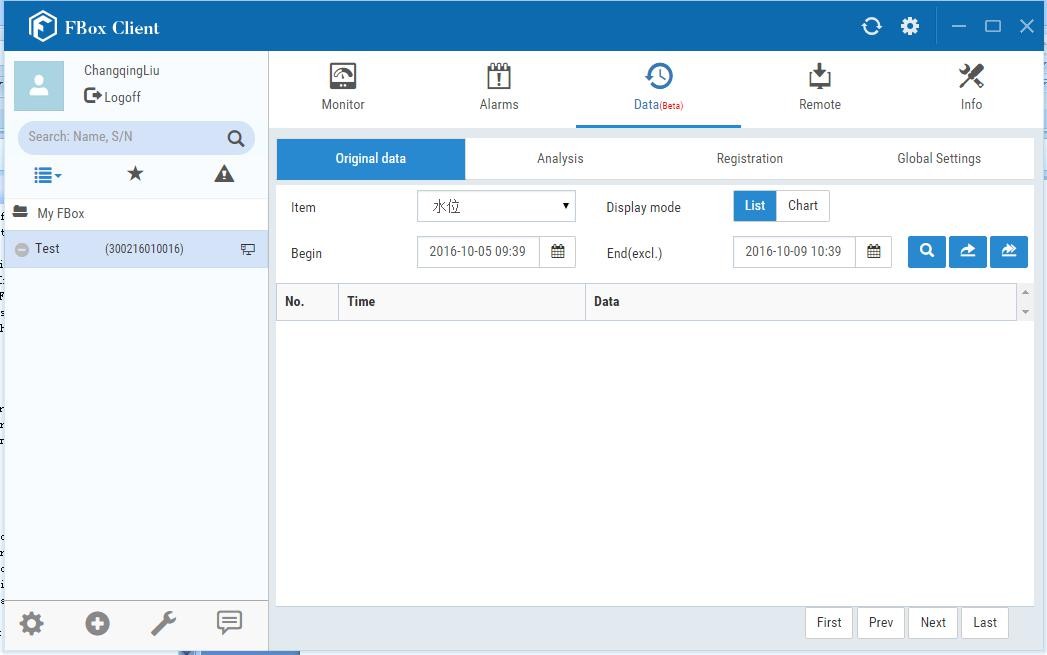 FBox Client
ChangqingLiu
Logoff
Search: Name, S/N
My FBox
Test (300216010016)
Monitor
Alarms
Data(Beta)
Remote
Info
Original data
Analysis
Registration
Global Settings
Item
水位
Display mode
List
Chart
Begin
2016-10-05 09:39
End(excl.)
2016-10-09 10:39
No.
Time
Data
First
Prev
Next
Last